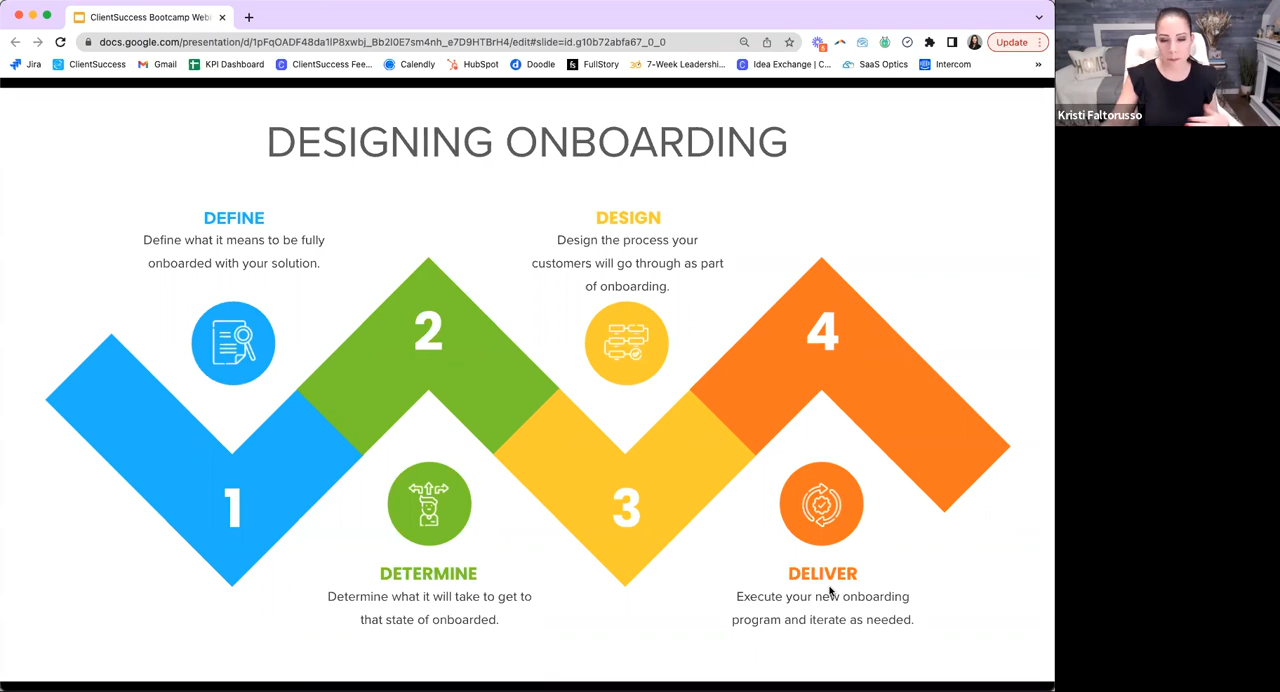 ClientSuccess Bootcamp Web
docs.google.com/presentation/d/1pFqOADF48da1lP8xwbj_Bb2l0E7sm4nh_e7D9HTBrH4/edit#slide=id.g10b72abfa67_0_0
Update
Jira
ClientSuccess
Gmail
KPI Dashboard
ClientSuccess Fee...
Calendly
HubSpot
Doodle
FullStory
7-Week Leadershi...
Idea Exchange | C...
SaaS Optics
Intercom
HOME
Kristi Faltorusso
DESIGNING ONBOARDING
DEFINE
Define what it means to be fully
onboarded with your solution.
DESIGN
Design the process your
customers will go through as part
of onboarding.
2
4
1
3
DETERMINE
Determine what it will take to get to
that state of onboarded.
DELIVER
Execute your new onboarding
program and iterate as needed.